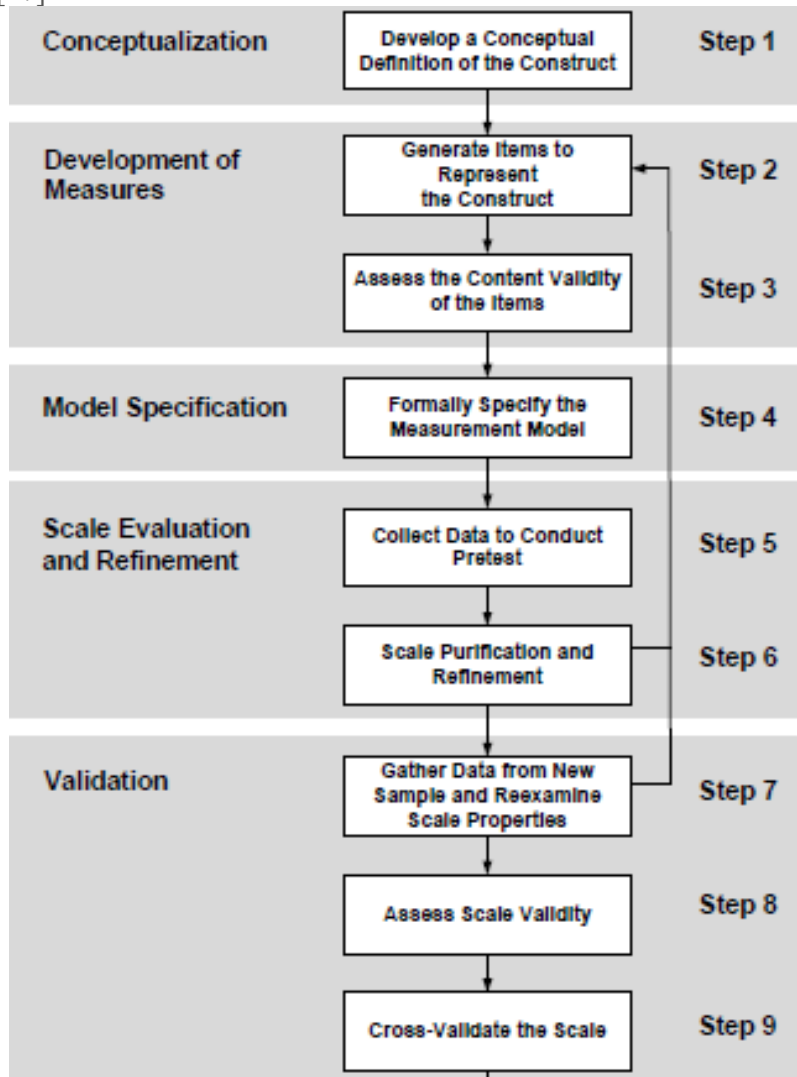 Conceptualization
Develop a Conceptual
Definition of the Construct
Step 1
Development of
Measures
Generate Items to
Represent
the Construct
Step 2
Assess the Content Validity
of the Items
Step 3
Model Specification
Formally Specify the
Measurement Model
Step 4
Scale Evaluation
and Refinement
Collect Data to Conduct
Pretest
Step 5
Scale Purification and
Refinement
Step 6
Validation
Gather Data from New
Sample and Reexamine
Scale Properties
Step 7
Assess Scale Validity
Step 8
Cross-Validate the Scale
Step 9